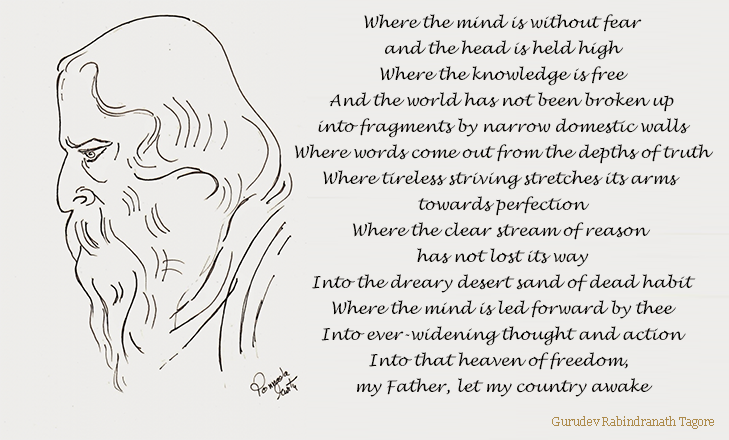 Where the mind is without fear
and the head is held high
Where the knowledge is free
And the world has not been broken up
into fragments by narrow domestic walls
Where words come out from the depths of truth
Where tireless striving stretches its arms
towards perfection
Where the clear stream of reason
has not lost its way
Into the dreary desert sand of dead habit
Where the mind is led forward by thee
Into ever-widening thought and action
Into that heaven of freedom,
my Father, let my country awake
Gurudev Rabindranath Tagore